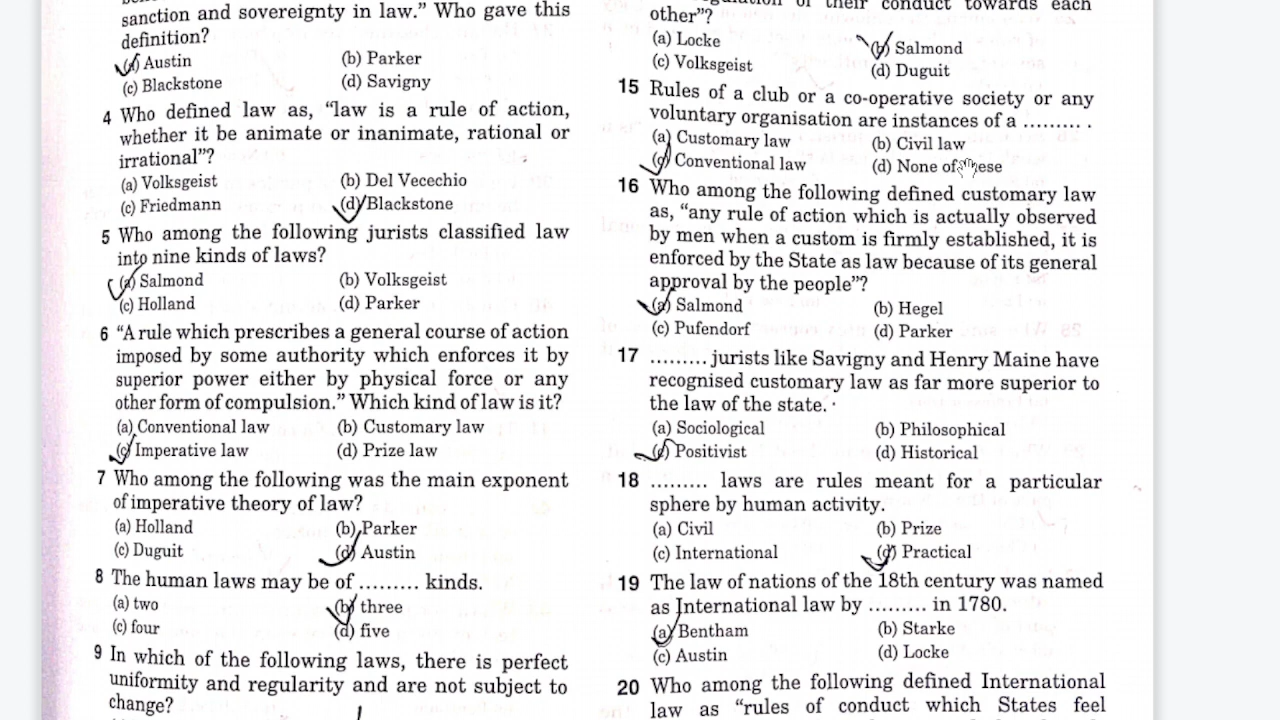 sanction and sovereignty in law.” Who gave this
definition?
(a) Austin (b) Parker
(c) Blackstone (d) Savigny
4 Who defined law as, “law is a rule of action,
whether it be animate or inanimate, rational or
irrational”?
(a) Volksgeist (b) Del Vecechio
(c) Friedmann (d) Blackstone
5 Who among the following jurists classified law
into nine kinds of laws?
(a) Salmond (b) Volksgeist
(c) Holland (d) Parker
6 “A rule which prescribes a general course of action
imposed by some authority which enforces it by
superior power either by physical force or any
other form of compulsion.” Which kind of law is it?
(a) Conventional law (b) Customary law
(c) Imperative law (d) Prize law
7 Who among the following was the main exponent
of imperative theory of law?
(a) Holland (b) Parker
(c) Duguit (d) Austin
8 The human laws may be of ......... kinds.
(a) two (b) three
(c) four (d) five
9 In which of the following laws, there is perfect
uniformity and regularity and are not subject to
change?
of their conduct towards each
other”?
(a) Locke (b) Salmond
(c) Volksgeist (d) Duguit
15 Rules of a club or a co-operative society or any
voluntary organisation are instances of a ......... .
(a) Customary law (b) Civil law
(c) Conventional law (d) None of these
16 Who among the following defined customary law
as, “any rule of action which is actually observed
by men when a custom is firmly established, it is
enforced by the State as law because of its general
approval by the people”?
(a) Salmond (b) Hegel
(c) Pufendorf (d) Parker
17 ......... jurists like Savigny and Henry Maine have
recognised customary law as far more superior to
the law of the state.
(a) Sociological (b) Philosophical
(c) Positivist (d) Historical
18 ......... laws are rules meant for a particular
sphere by human activity.
(a) Civil (b) Prize
(c) International (d) Practical
19 The law of nations of the 18th century was named
as International law by ......... in 1780.
(a) Bentham (b) Starke
(c) Austin (d) Locke
20 Who among the following defined International
law as “rules of conduct which States feel